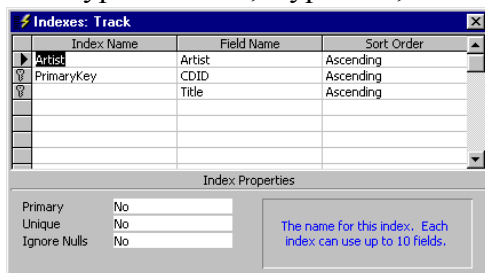 Indexes: Track
Index Name Field Name Sort Order
Artist Artist Ascending
PrimaryKey CDID Ascending
Title Ascending
Index Properties
Primary No
Unique No
Ignore Nulls No
The name for this index. Each
index can use up to 10 fields.